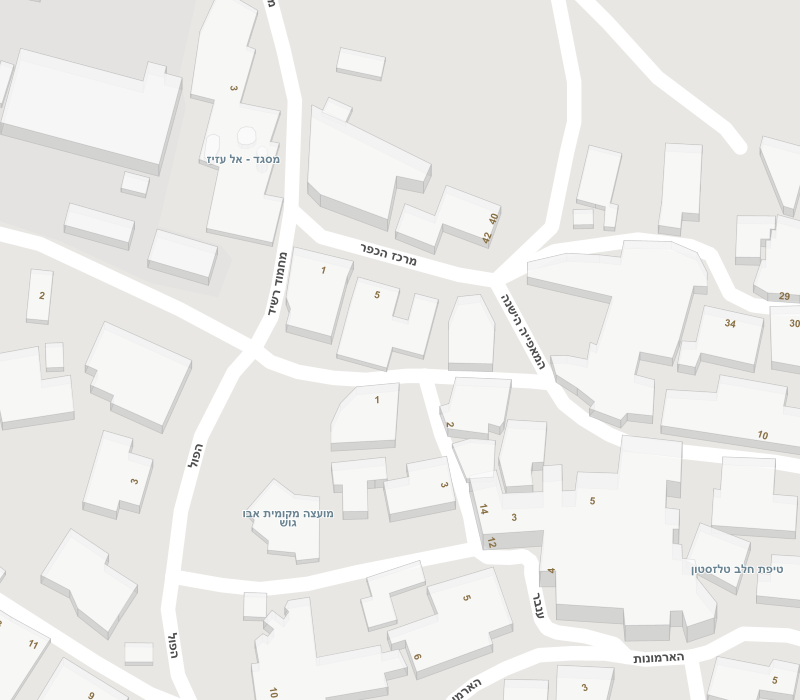 3
מסגד - אל עזיז
40
42
מרכז הכפר
מחמוד רשיד
1
5
2
המאפייה הישנה
29
34
30
1
2
10
הפול
3
3
מועצה מקומית אבו
גוש
14
3
5
12
4
טיפת חלב טלזסטון
ענבר
5
6
הפול
11
9
10
הארמונות
3
5